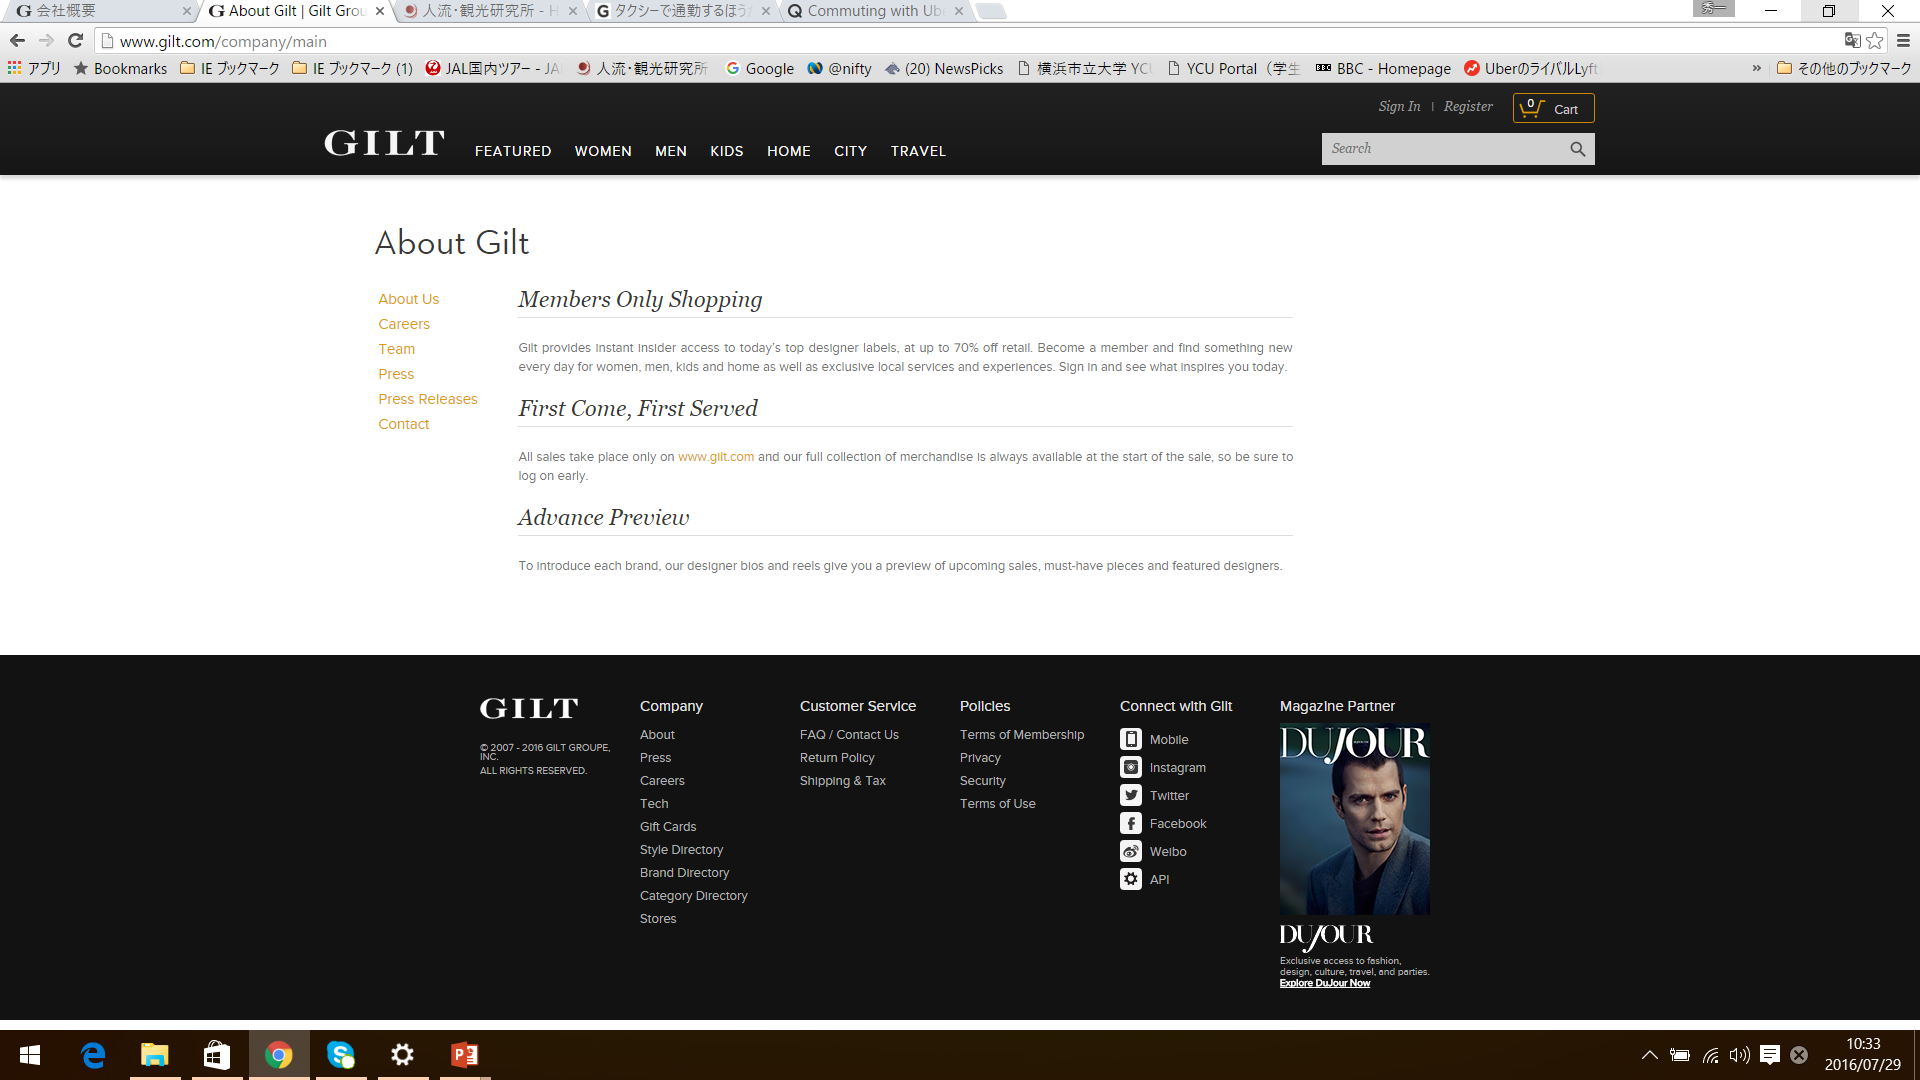 会社概要
About Gilt | Gilt Grou
人流・観光研究所 - H
タクシーで通勤するほうが
Commuting with Ube
秀一
www.gilt.com/company/main
アプリ Bookmarks IE ブックマーク IE ブックマーク (1) JAL国内ツアー - JA 人流・観光研究所 Google @nifty (20) NewsPicks 横浜市立大学 YCU YCU Portal（学生 BBC - Homepage UberのライバルLyft » その他のブックマーク
Sign In | Register 0 Cart
GILT FEATURED WOMEN MEN KIDS HOME CITY TRAVEL
Search
About Gilt
About Us
Careers
Team
Press
Press Releases
Contact
Members Only Shopping
Gilt provides instant insider access to today's top designer labels, at up to 70% off retail. Become a member and find something new
every day for women, men, kids and home as well as exclusive local services and experiences. Sign in and see what inspires you today.
First Come, First Served
All sales take place only on www.gilt.com and our full collection of merchandise is always available at the start of the sale, so be sure to
log on early.
Advance Preview
To introduce each brand, our designer bios and reels give you a preview of upcoming sales, must-have pieces and featured designers.
GILT
© 2007 - 2016 GILT GROUPE,
INC.
ALL RIGHTS RESERVED.
Company
About
Press
Careers
Tech
Gift Cards
Style Directory
Brand Directory
Category Directory
Stores
Customer Service
FAQ / Contact Us
Return Policy
Shipping & Tax
Policies
Terms of Membership
Privacy
Security
Terms of Use
Connect with Gilt
Mobile
Instagram
Twitter
Facebook
Weibo
API
Magazine Partner
DUJOUR
DUJOUR
Exclusive access to fashion,
design, culture, travel, and parties.
Explore DuJour Now
10:33
2016/07/29